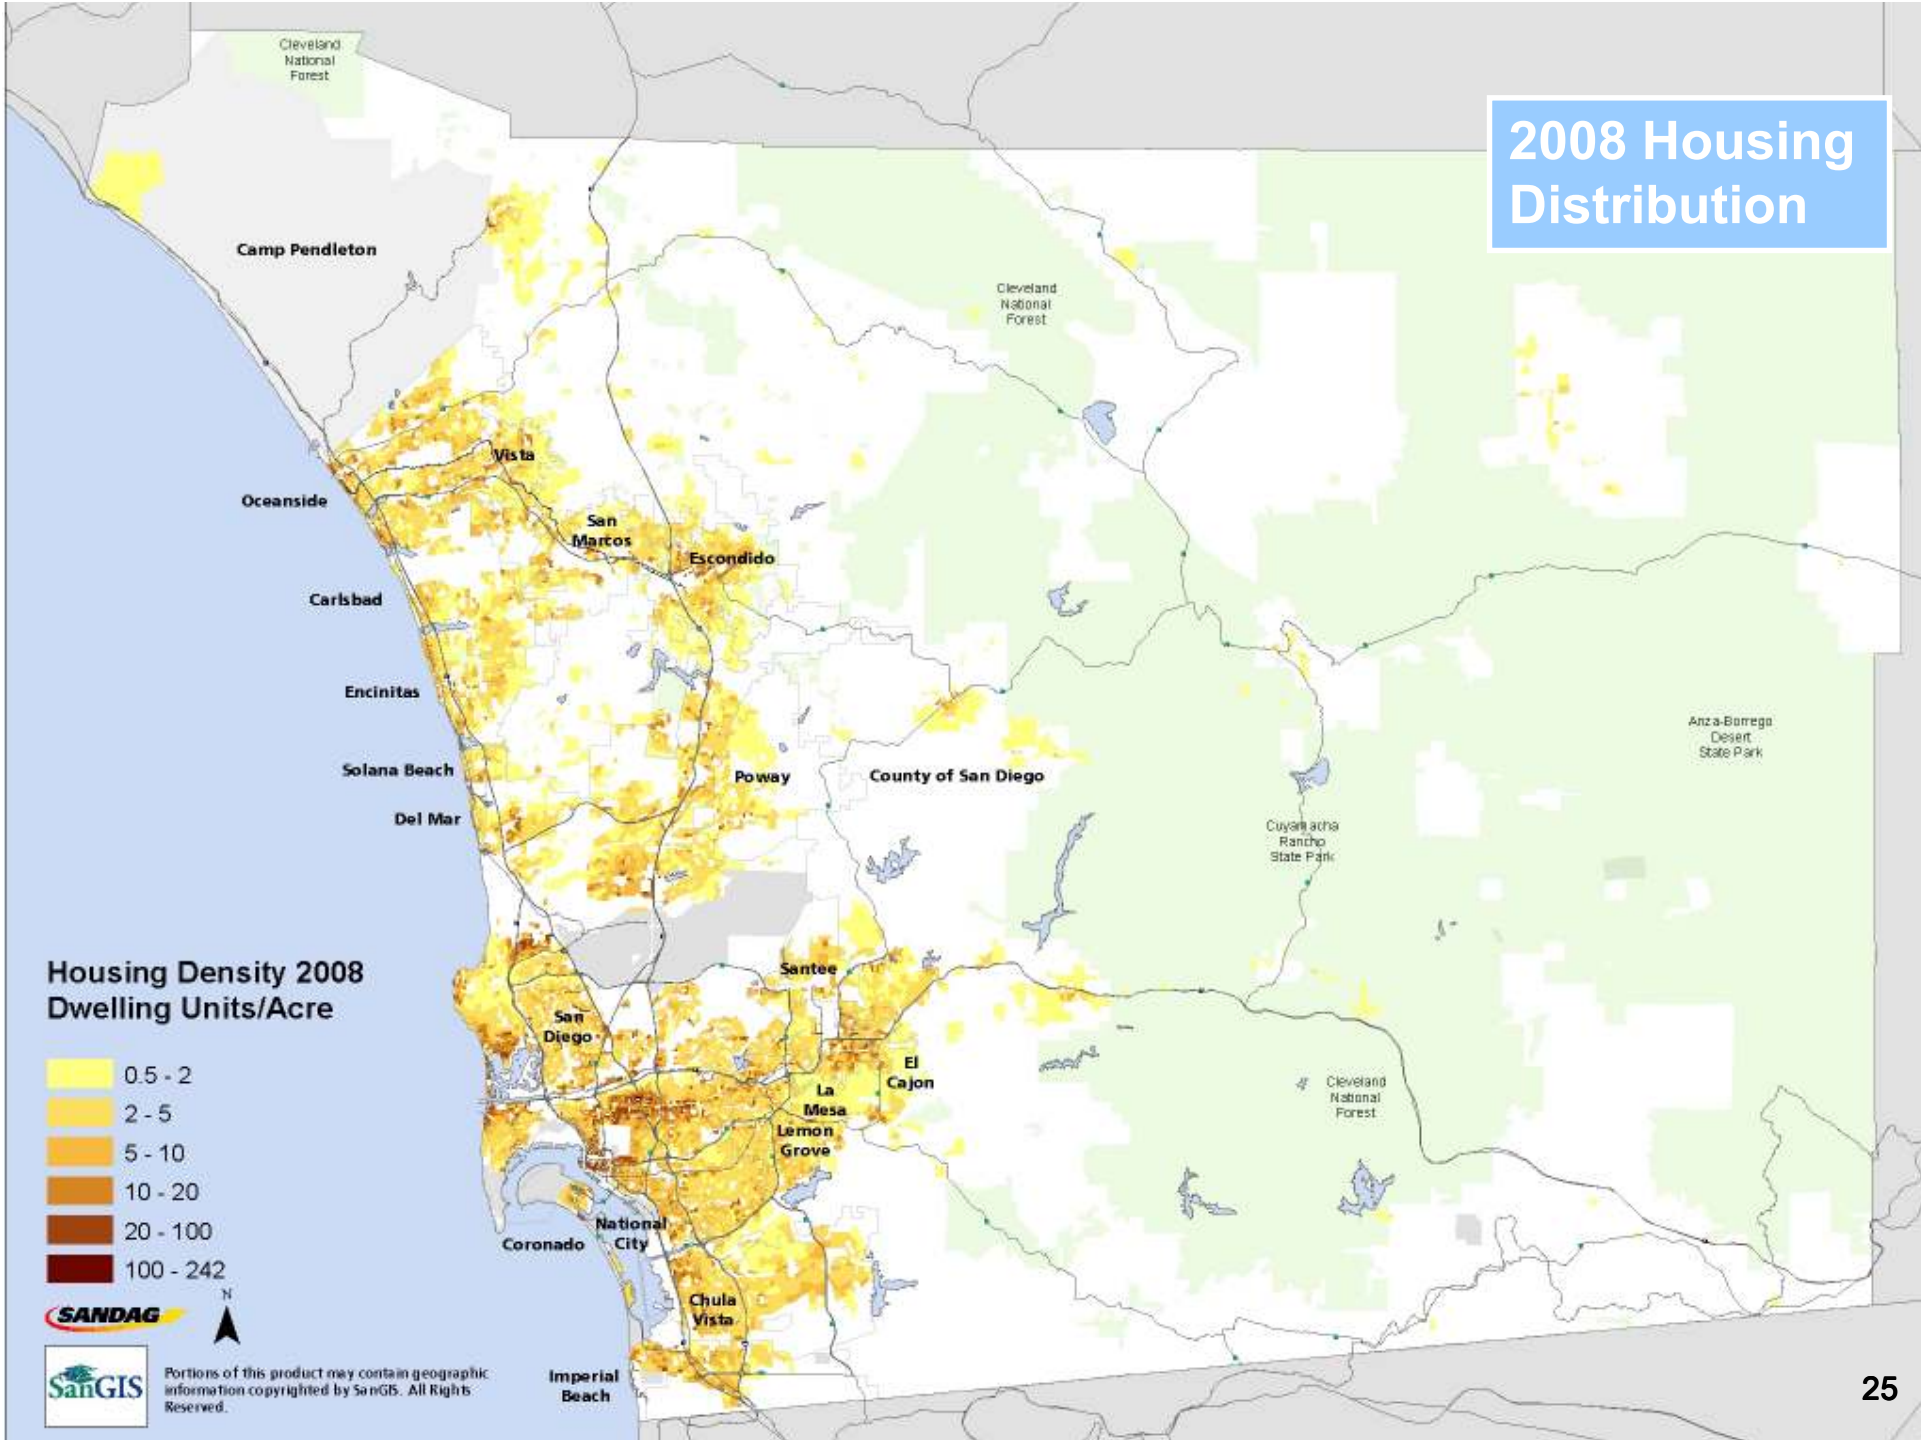 Cleveland
National
Forest
2008 Housing
Distribution
Camp Pendleton
Cleveland
National
Forest
Vista
Oceanside
San
Marcos
Escondido
Carlsbad
Encinitas
Anza-Borrego
Desert
State Park
Solana Beach
Poway
County of San Diego
Del Mar
Cuyamacha
Rancho
State Park
Housing Density 2008
Dwelling Units/Acre
Santee
San
Diego
0.5 - 2
2 - 5
5 - 10
10 - 20
20 - 100
100 - 242
El
Cajon
La
Mesa
Cleveland
National
Forest
Lemon
Grove
National
City
Coronado
Chula
Vista
N
SANDAG
SanGIS
Portions of this product may contain geographic
information copyrighted by SanGIS. All Rights
Reserved.
Imperial
Beach
25